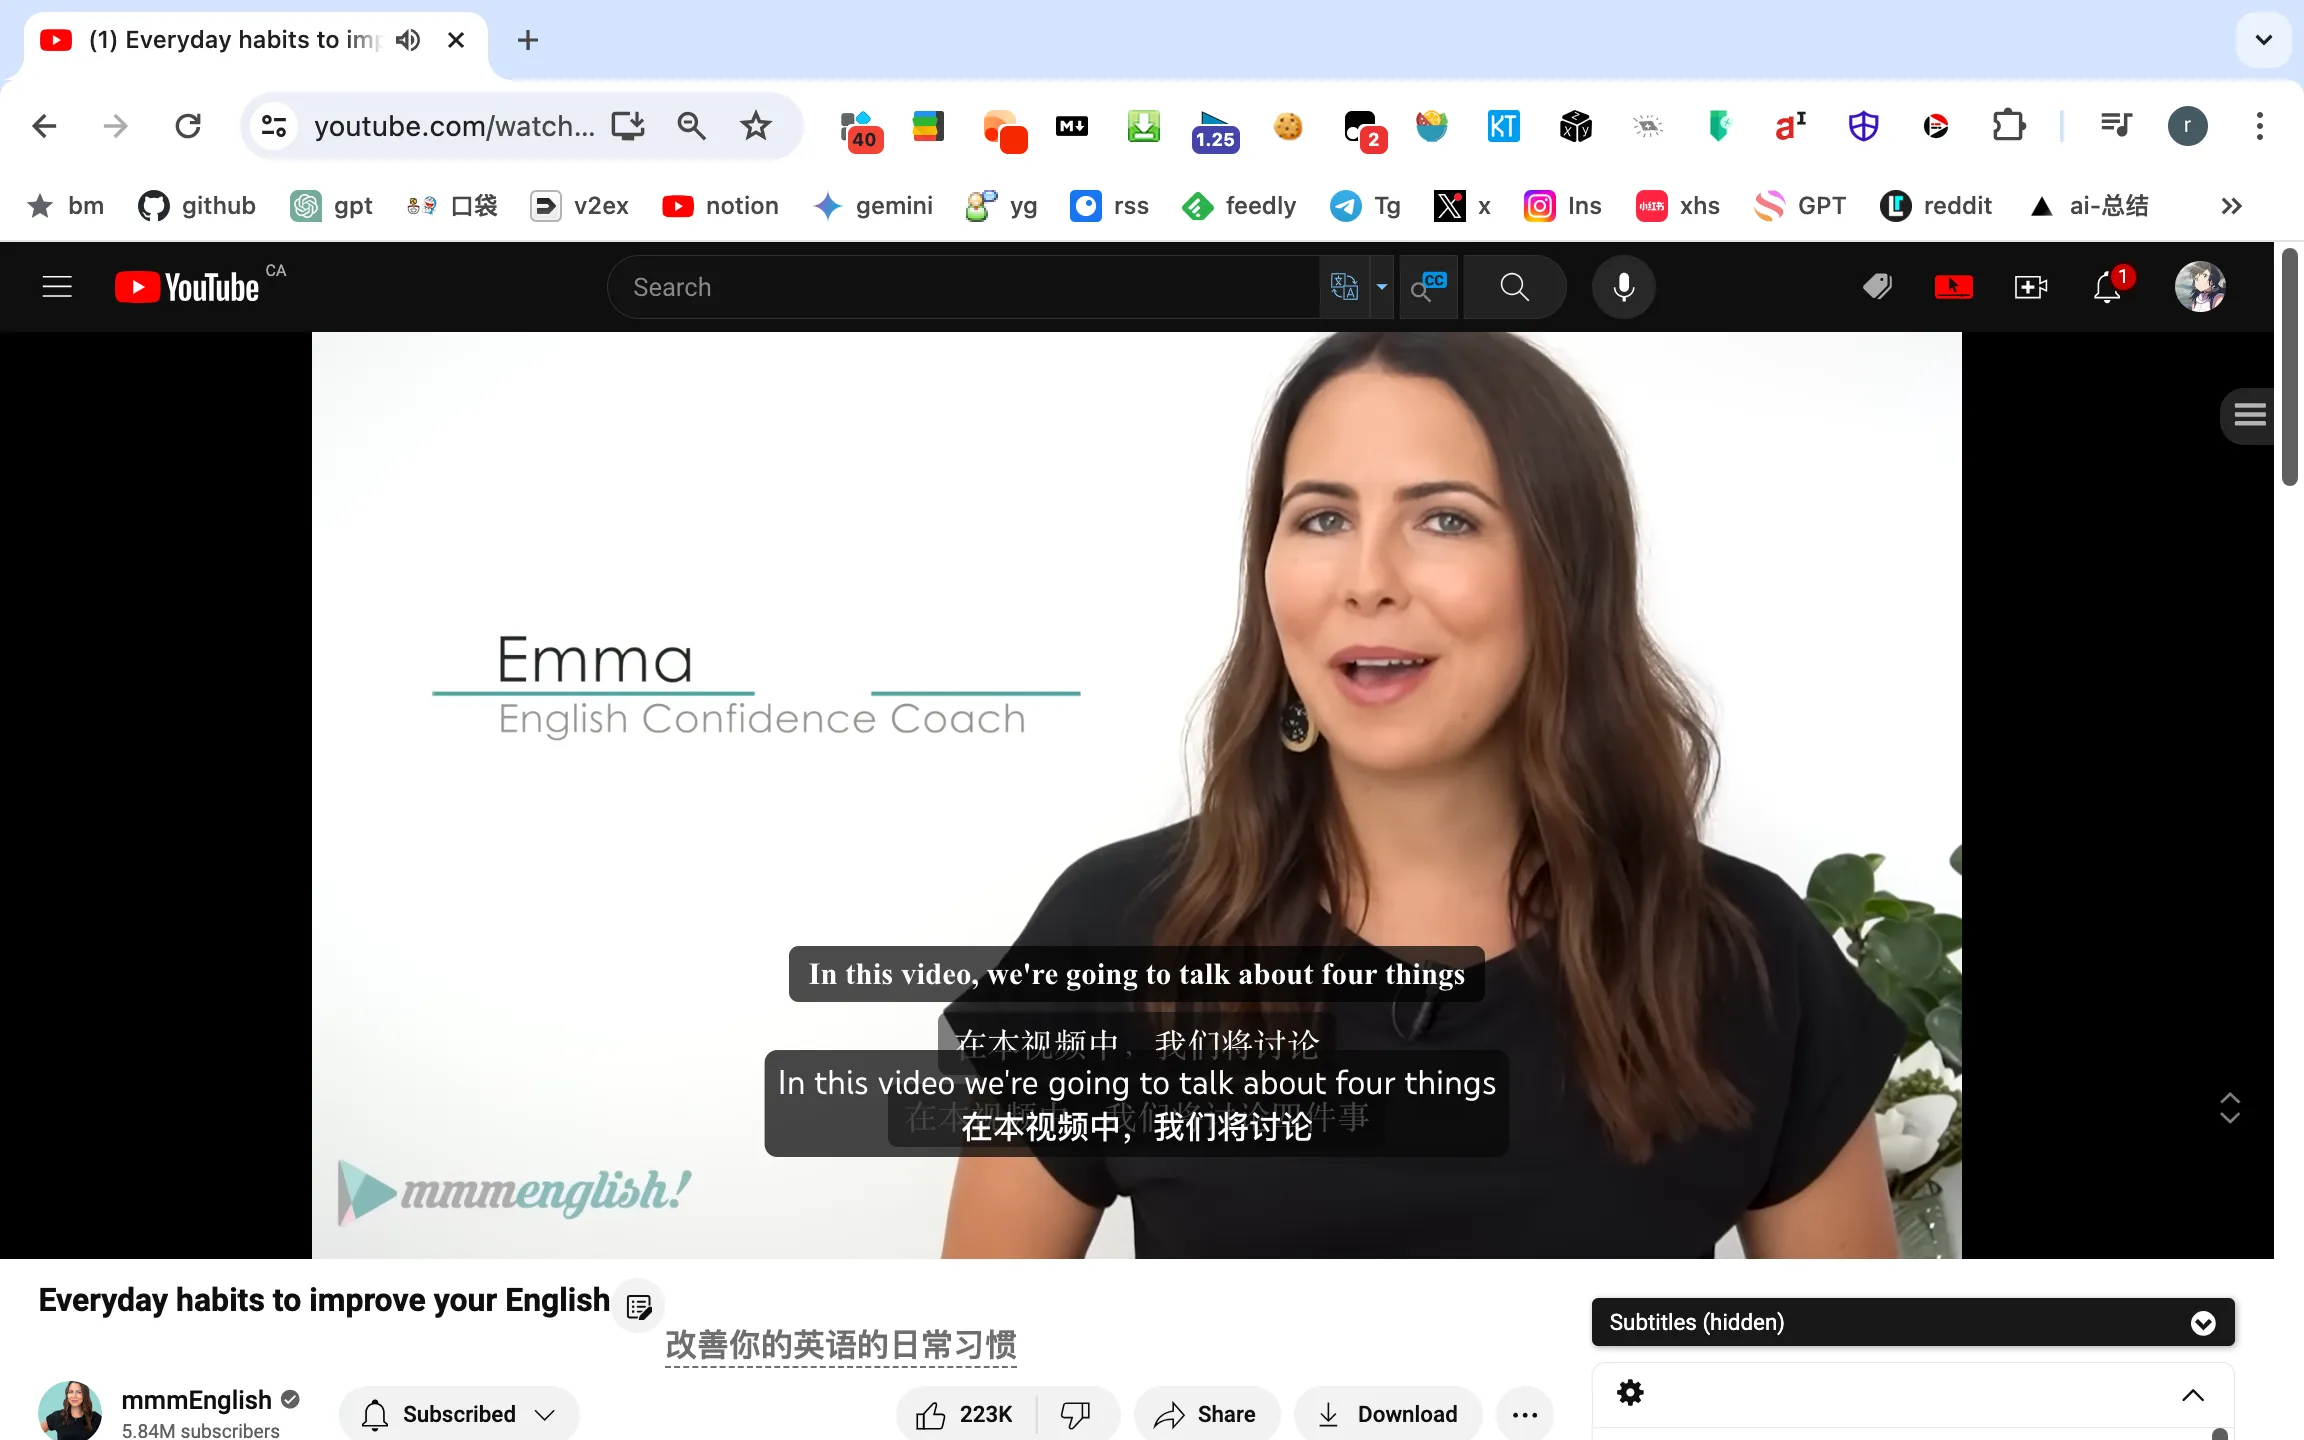 (1) Everyday habits to imp
youtube.com/watch...
40
M
1.25
2
KT
Z
X Y
aI
r
bm
github
gpt
口袋
v2ex
notion
gemini
yg
rss
feedly
Tg
x
Ins
小红书
xhs
GPT
reddit
ai-总结
YouTube CA
Search
CC
1
Emma
English Confidence Coach
In this video, we're going to talk about four things
在本视频中，我们将讨论
In this video we're going to talk about four things
在本视频中，我们将讨论
在本视频中，我们将讨论四件事
mmmenglish!
Everyday habits to improve your English
改善你的英语的日常习惯
Subtitles (hidden)
mmmEnglish
5.84M subscribers
Subscribed
223K
Share
Download